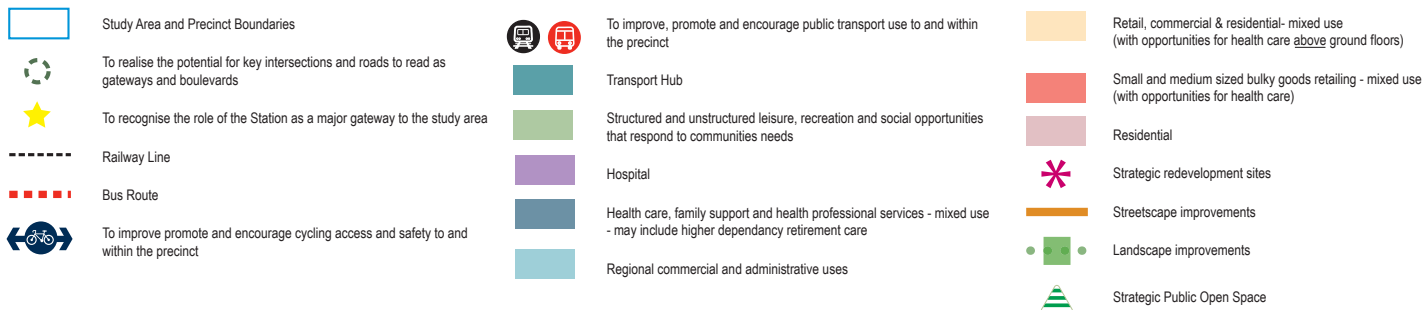 Study Area and Precinct Boundaries
To realise the potential for key intersections and roads to read as
gateways and boulevards
To recognise the role of the Station as a major gateway to the study area
Railway Line
Bus Route
To improve promote and encourage cycling access and safety to and
within the precinct
To improve, promote and encourage public transport use to and within
the precinct
Transport Hub
Structured and unstructured leisure, recreation and social opportunities
that respond to communities needs
Hospital
Health care, family support and health professional services - mixed use
- may include higher dependancy retirement care
Regional commercial and administrative uses
Retail, commercial & residential- mixed use
(with opportunities for health care above ground floors)
Small and medium sized bulky goods retailing - mixed use
(with opportunities for health care)
Residential
Strategic redevelopment sites
Streetscape improvements
Landscape improvements
Strategic Public Open Space